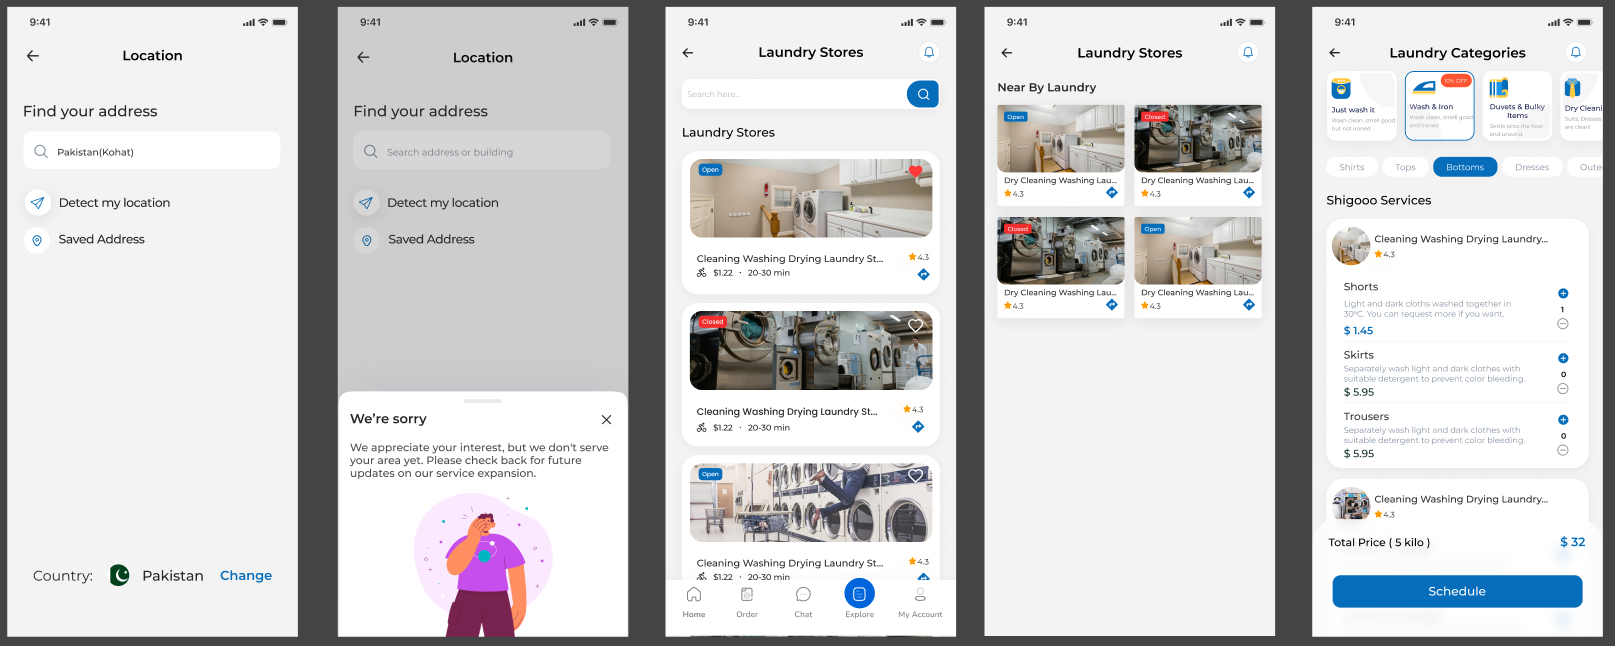 9:41
Location
Find your address
Pakistan(Kohat)
Detect my location
Saved Address
Country: Pakistan Change
9:41
Location
Find your address
Search address or building
Detect my location
Saved Address
We're sorry
We appreciate your interest, but we don't serve
your area yet. Please check back for future
updates on our service expansion.
9:41
Laundry Stores
Search here...
Laundry Stores
Open
Cleaning Washing Drying Laundry St... 4.3
$1.22 · 20-30 min
Closed
Cleaning Washing Drying Laundry St... 4.3
$1.22 · 20-30 min
Open
Cleaning Washing Drying Laundry St... 4.3
$1.22 · 20-30 min
Home Order Chat Explore My Account
9:41
Laundry Stores
Near By Laundry
Open Closed
Dry Cleaning Washing Lau... Dry Cleaning Washing Lau...
4.3 4.3
Closed Open
Dry Cleaning Washing Lau... Dry Cleaning Washing Lau...
4.3 4.3
9:41
Laundry Categories
Just wash it
Wash clean, smell good
but not ironed
10% OFF
Wash & Iron
Wash clean, smell good
and ironed
Duvets & Bulky
Items
Settle onto the floor
and unwind
Dry Cleani
Suits, Dresses
are clean!
Shirts Tops Bottoms Dresses Oute
Shigooo Services
Cleaning Washing Drying Laundry...
4.3
Shorts
Light and dark cloths washed together in
30°C. You can request more if you want.
$ 1.45
1
Skirts
Separately wash light and dark clothes with
suitable detergent to prevent color bleeding.
$ 5.95
0
Trousers
Separately wash light and dark clothes with
suitable detergent to prevent color bleeding.
$ 5.95
0
Cleaning Washing Drying Laundry...
4.3
Total Price ( 5 kilo ) $ 32
Schedule